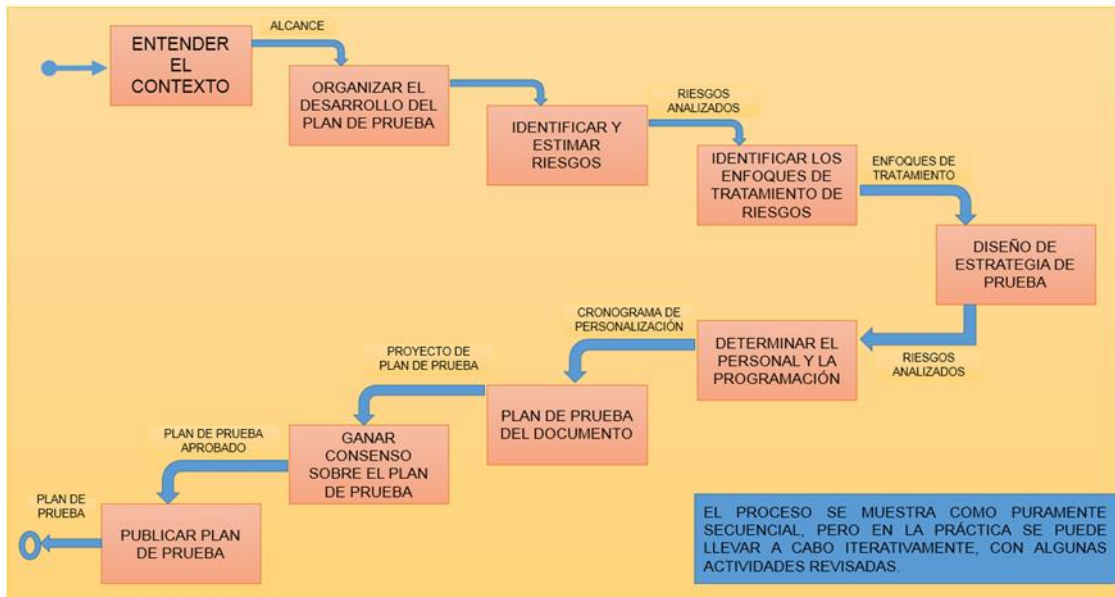 ENTENDER
EL
CONTEXTO
ALCANCE
ORGANIZAR EL
DESARROLLO DEL
PLAN DE PRUEBA
IDENTIFICAR Y
ESTIMAR
RIESGOS
RIESGOS
ANALIZADOS
IDENTIFICAR LOS
ENFOQUES DE
TRATAMIENTO DE
RIESGOS
ENFOQUES DE
TRATAMIENTO
DISEÑO DE
ESTRATEGIA DE
PRUEBA
RIESGOS
ANALIZADOS
DETERMINAR EL
PERSONAL Y LA
PROGRAMACIÓN
CRONOGRAMA DE
PERSONALIZACIÓN
PLAN DE PRUEBA
DEL DOCUMENTO
PROYECTO DE
PLAN DE PRUEBA
GANAR
CONSENSO
SOBRE EL PLAN
DE PRUEBA
PLAN DE PRUEBA
APROBADO
PUBLICAR PLAN
DE PRUEBA
PLAN DE
PRUEBA
EL PROCESO SE MUESTRA COMO PURAMENTE
SECUENCIAL, PERO EN LA PRÁCTICA SE PUEDE
LLEVAR A CABO ITERATIVAMENTE, CON ALGUNAS
ACTIVIDADES REVISADAS.